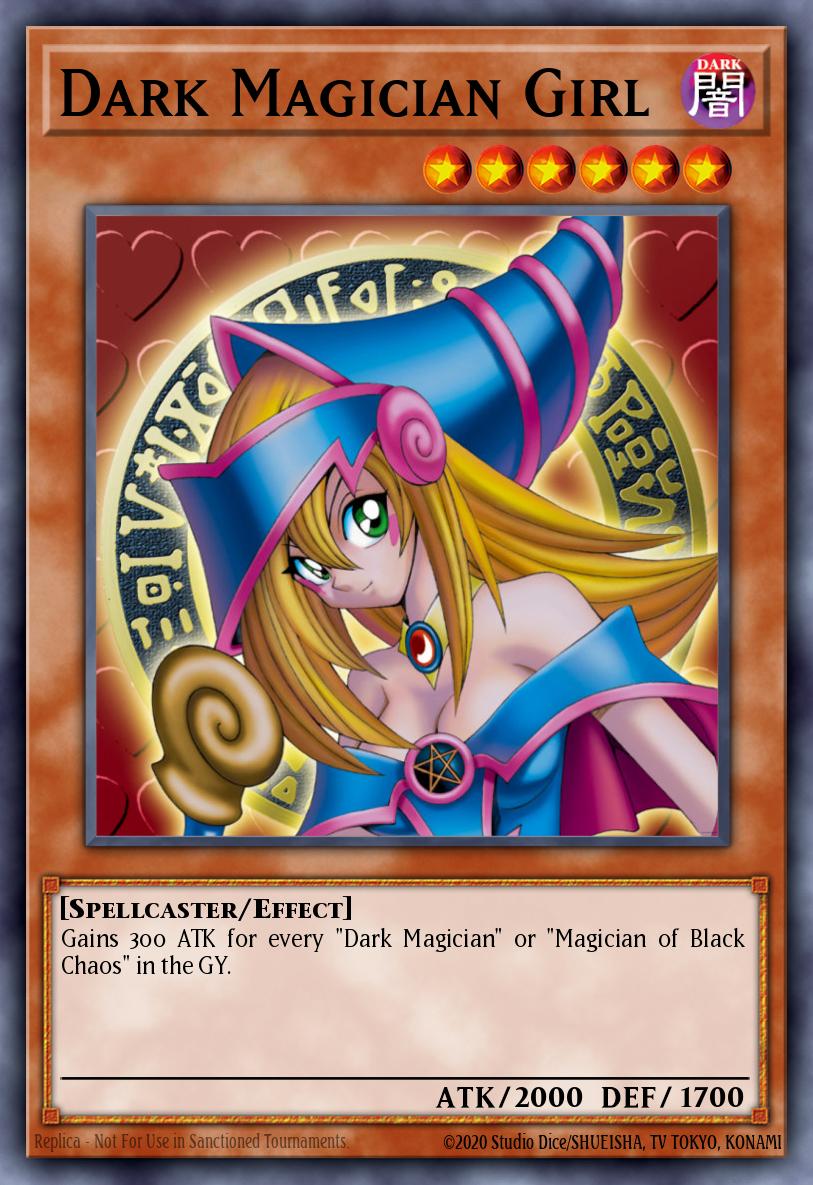 Dark Magician Girl
DARK
闇
[Spellcaster/Effect]
Gains 300 ATK for every "Dark Magician" or "Magician of Black
Chaos" in the GY.
ATK/2000 DEF/1700
Replica - Not For Use in Sanctioned Tournaments.
©2020 Studio Dice/SHUEISHA, TV TOKYO, KONAMI